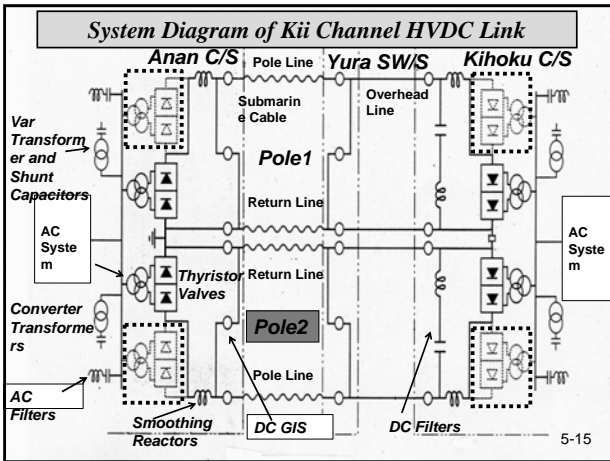 System Diagram of Kii Channel HVDC Link
Anan C/S
Pole Line
Yura SW/S
Kihoku C/S
Submarin
e Cable
Overhead
Line
Var
Transform
er and
Shunt
Capacitors
Pole1
Return Line
AC
Syste
m
AC
Syste
m
Thyristor
Valves
Return Line
Converter
Transforme
rs
Pole2
Pole Line
AC
Filters
Smoothing
Reactors
DC GIS
DC Filters
5-15